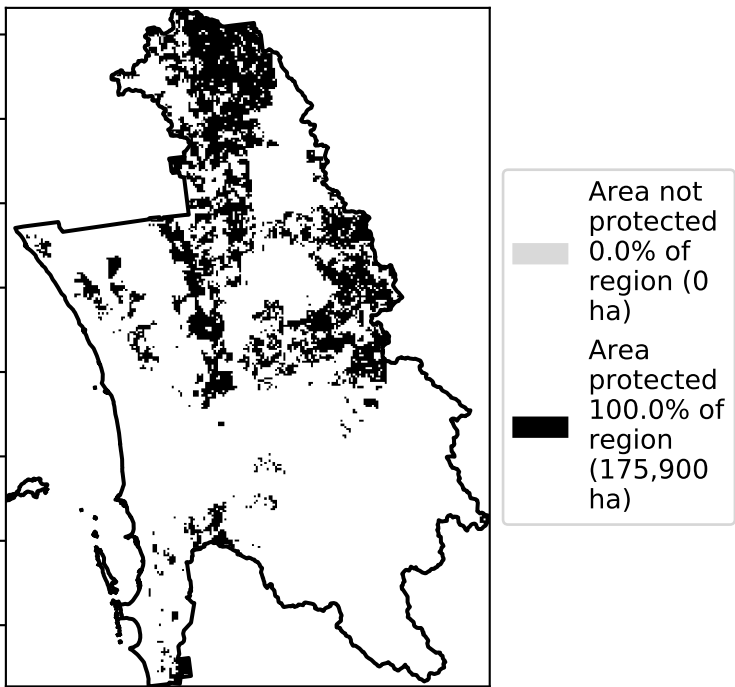 Area not
protected
0.0% of
region (0
ha)
Area
protected
100.0% of
region
(175,900
ha)